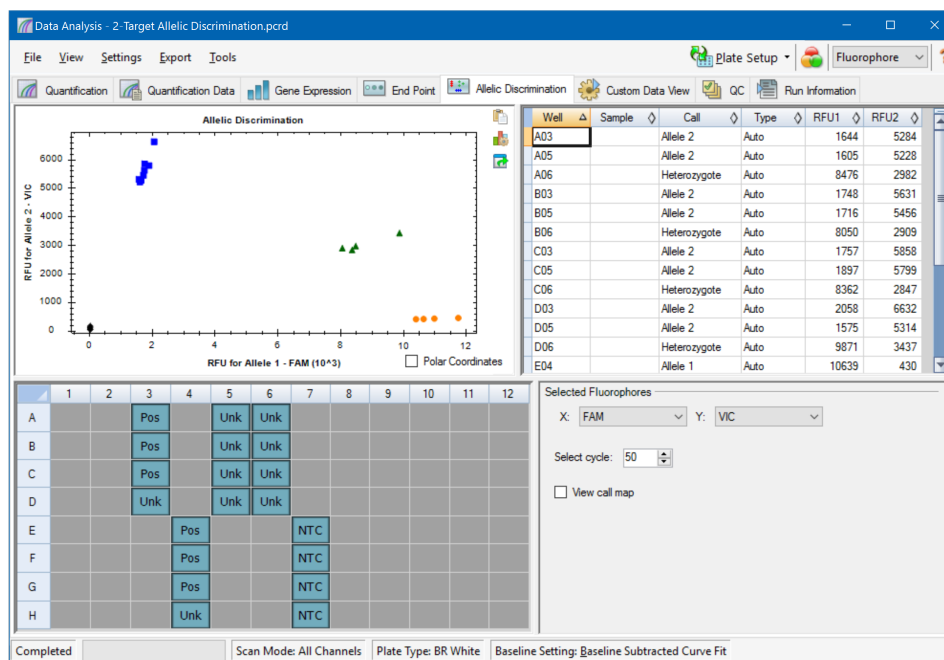 Data Analysis - 2-Target Allelic Discrimination.pcrd
File View Settings Export Tools Plate Setup Fluorophore
Quantification Quantification Data Gene Expression End Point Allelic Discrimination Custom Data View QC Run Information
Allelic Discrimination
RFU for Allele 2 - VIC
6000
5000
4000
3000
2000
1000
0
0 2 4 6 8 10 12
RFU for Allele 1 - FAM (10^3)
Polar Coordinates
Well Sample Call Type RFU1 RFU2
A03 Allele 2 Auto 1644 5284
A05 Allele 2 Auto 1605 5228
A06 Heterozygote Auto 8476 2982
B03 Allele 2 Auto 1748 5631
B05 Allele 2 Auto 1716 5456
B06 Heterozygote Auto 8050 2909
C03 Allele 2 Auto 1757 5858
C05 Allele 2 Auto 1897 5799
C06 Heterozygote Auto 8362 2847
D03 Allele 2 Auto 2058 6632
D05 Allele 2 Auto 1575 5314
D06 Heterozygote Auto 9871 3437
E04 Allele 1 Auto 10639 430
1 2 3 4 5 6 7 8 9 10 11 12
A Pos Unk Unk
B Pos Unk Unk
C Pos Unk Unk
D Unk Unk Unk
E Pos NTC
F Pos NTC
G Pos NTC
H Unk NTC
Selected Fluorophores
X: FAM Y: VIC
Select cycle: 50
View call map
Completed Scan Mode: All Channels Plate Type: BR White Baseline Setting: Baseline Subtracted Curve Fit